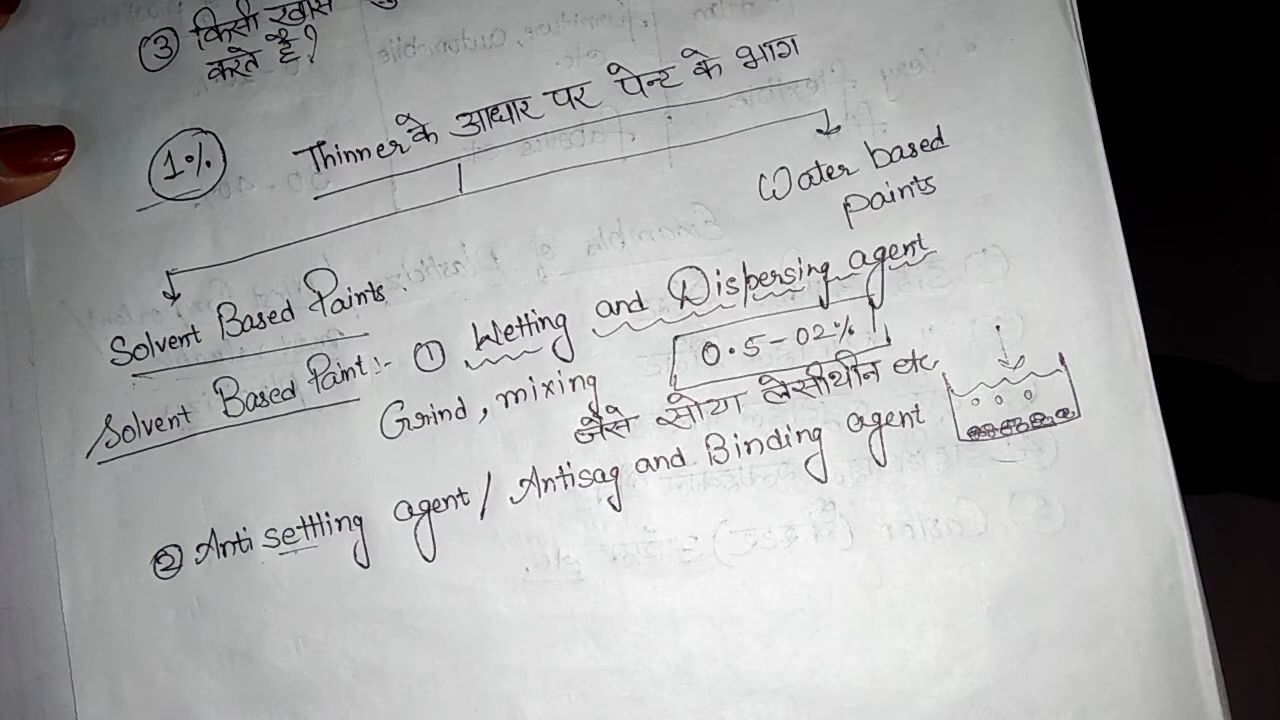 ③ किसी खास
करते है?
1%
Thinner के आधार पर पेन्ट के भाग
Water based
paints
Solvent Based Paints
Solvent Based Paint:- ① Wetting and Dispersing agent
Grind, mixing
0.5-02%
जैसे सोया लेसीथीन etc
② Anti settling agent / Antisag and Binding agent